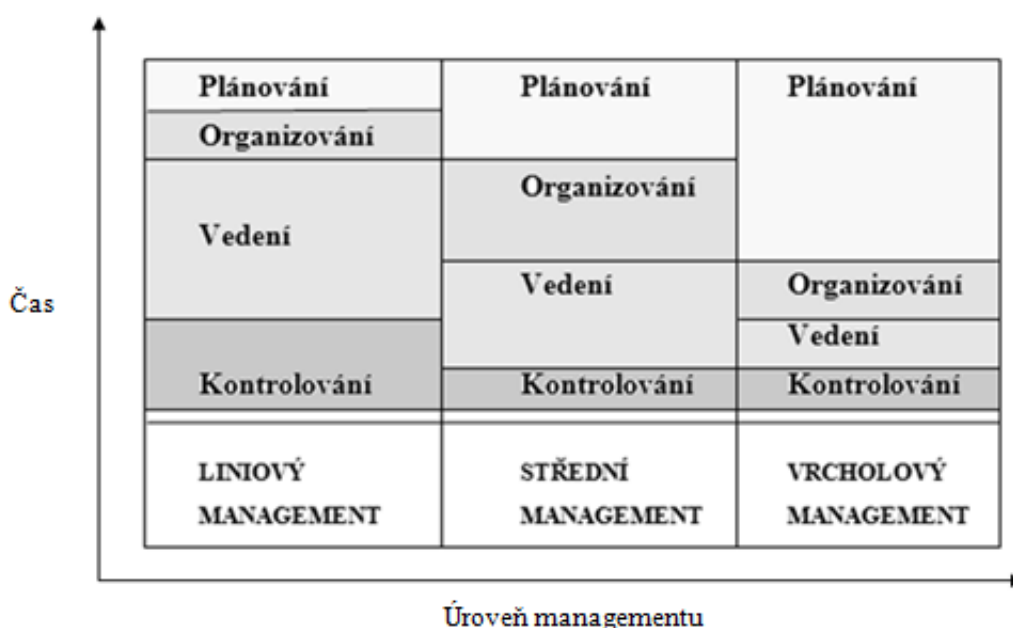 Plánování
Plánování
Plánování
Organizování
Organizování
Vedení
Vedení
Organizování
Čas
Vedení
Kontrolování
Kontrolování
Kontrolování
LINIOVÝ
MANAGEMENT
STŘEDNÍ
MANAGEMENT
VRCHOLOVÝ
MANAGEMENT
Úroveň managementu